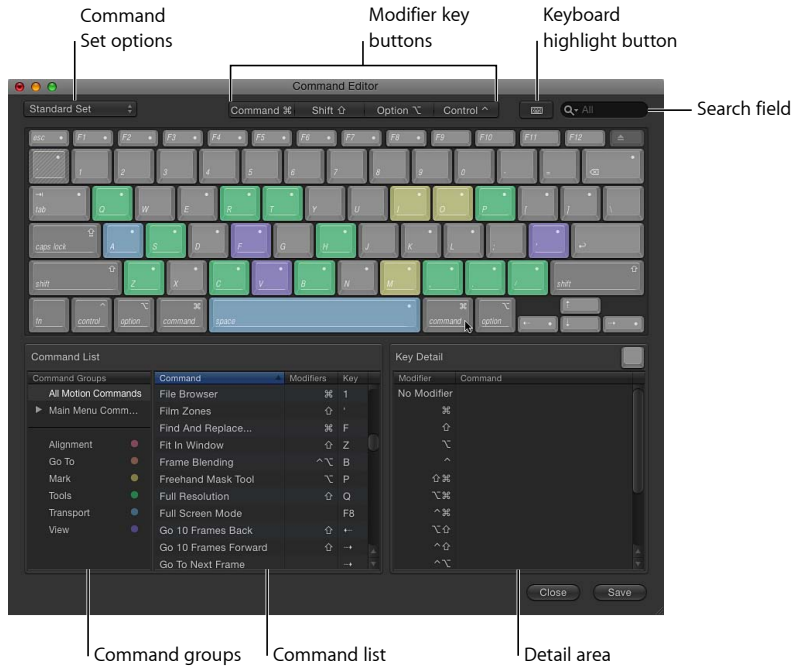 Command
Set options
Modifier key
buttons
Keyboard
highlight button
Command Editor
Standard Set
Command ⌘ Shift ⇧ Option ⌥ Control ^
All
Search field
esc F1 F2 F3 F4 F5 F6 F7 F8 F9 F10 F11 F12
1 2 3 4 5 6 7 8 9 0 - =
tab Q W E R T Y U I O P [ ] \
caps lock A S D F G H J K L ; '
shift Z X C V B N M , . shift
fn control ^ option ⌥ command ⌘ space command ⌘ option ⌥
Command List
Key Detail
Command Groups Command Modifiers Key
Modifier Command
All Motion Commands
Main Menu Comm...
Alignment
Go To
Mark
Tools
Transport
View
File Browser ⌘ 1
Film Zones ⇧ '
Find And Replace... ⌘ F
Fit In Window ⇧ Z
Frame Blending ^⌥ B
Freehand Mask Tool ⌥ P
Full Resolution ⇧ Q
Full Screen Mode F8
Go 10 Frames Back ⇧ ←
Go 10 Frames Forward ⇧ →
Go To Next Frame →
No Modifier
⌘
⇧
⌥
^
⇧⌘
⌥⌘
^⌘
⌥⇧
^⇧
^⌥
Close Save
Command groups
Command list
Detail area